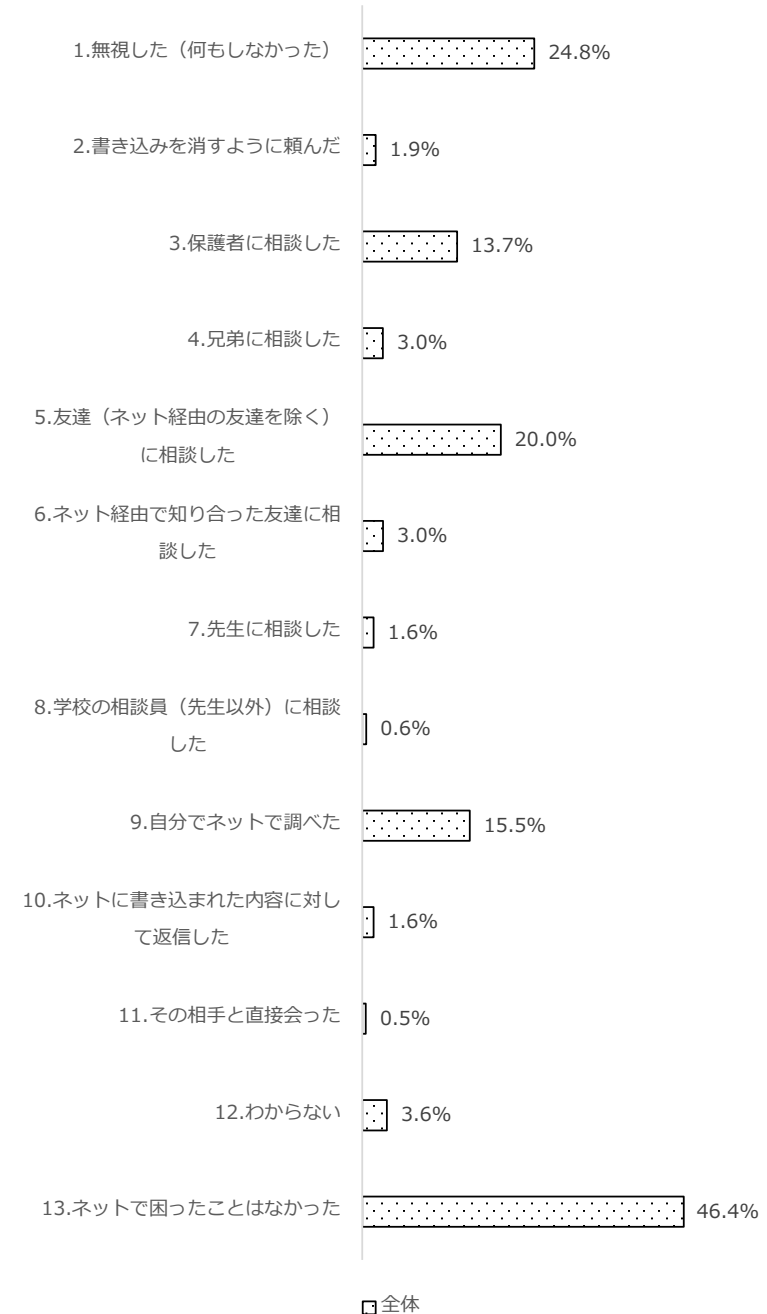 1.無視した（何もしなかった） 24.8%
2.書き込みを消すように頼んだ 1.9%
3.保護者に相談した 13.7%
4.兄弟に相談した 3.0%
5.友達（ネット経由の友達を除く）
に相談した 20.0%
6.ネット経由で知り合った友達に相
談した 3.0%
7.先生に相談した 1.6%
8.学校の相談員（先生以外）に相談
した 0.6%
9.自分でネットで調べた 15.5%
10.ネットに書き込まれた内容に対し
て返信した 1.6%
11.その相手と直接会った 0.5%
12.わからない 3.6%
13.ネットで困ったことはなかった 46.4%
全体